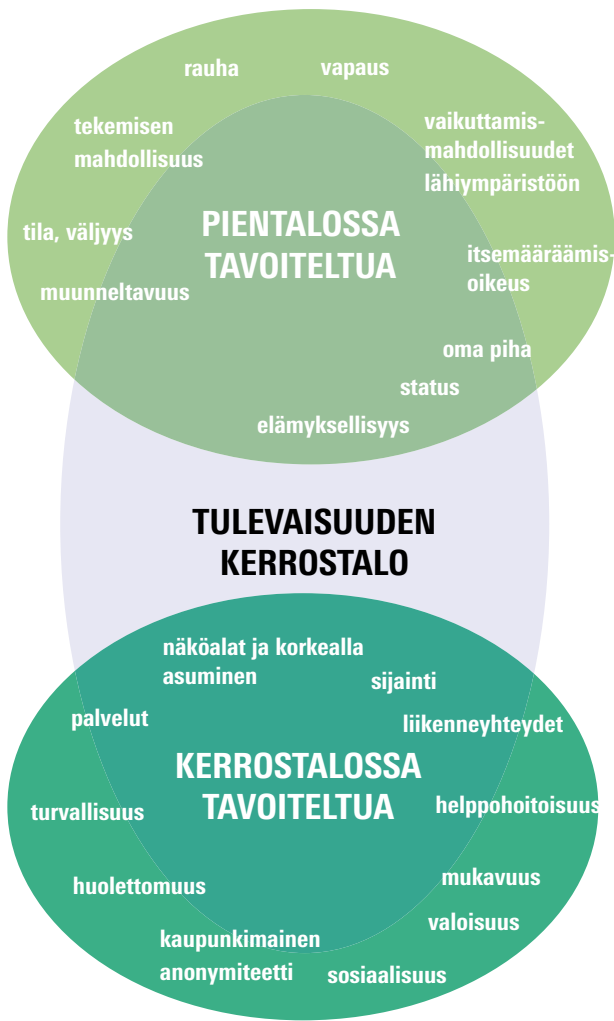 rauha
vapaus
tekemisen
mahdollisuus
vaikuttamis-
mahdollisuudet
lähiympäristöön
tila, väljyys
PIENTALOSSA
TAVOITELTUA
itsemääräämis-
oikeus
muunneltavuus
oma piha
status
elämyksellisyys
TULEVAISUUDEN
KERROSTALO
näköalat ja korkealla
asuminen
sijainti
palvelut
liikenneyhteydet
KERROSTALOSSA
TAVOITELTUA
turvallisuus
helppohoitoisuus
huolettomuus
mukavuus
valoisuus
kaupunkimainen
anonymiteetti
sosiaalisuus